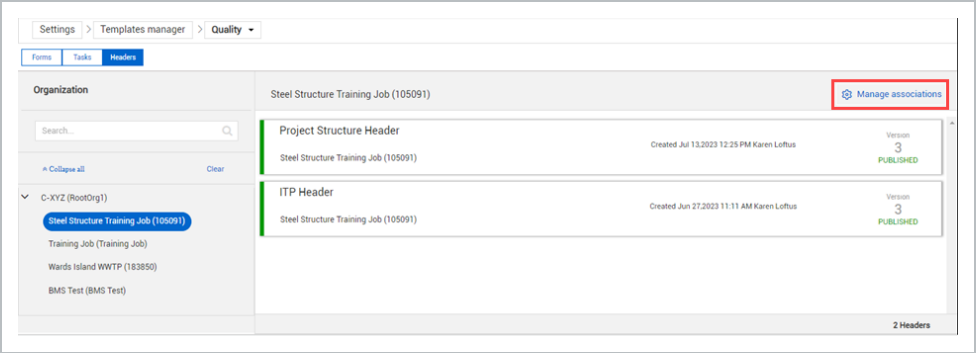 Settings > Templates manager > Quality
Forms Tasks Headers
Organization
Search...
Collapse all Clear
C-XYZ (RootOrg1)
Steel Structure Training Job (105091)
Training Job (Training Job)
Wards Island WWTP (183850)
BMS Test (BMS Test)
Steel Structure Training Job (105091)
Manage associations
Project Structure Header
Steel Structure Training Job (105091)
Created Jul 13,2023 12:25 PM Karen Loftus
Version
3
PUBLISHED
ITP Header
Steel Structure Training Job (105091)
Created Jun 27,2023 11:11 AM Karen Loftus
Version
3
PUBLISHED
2 Headers